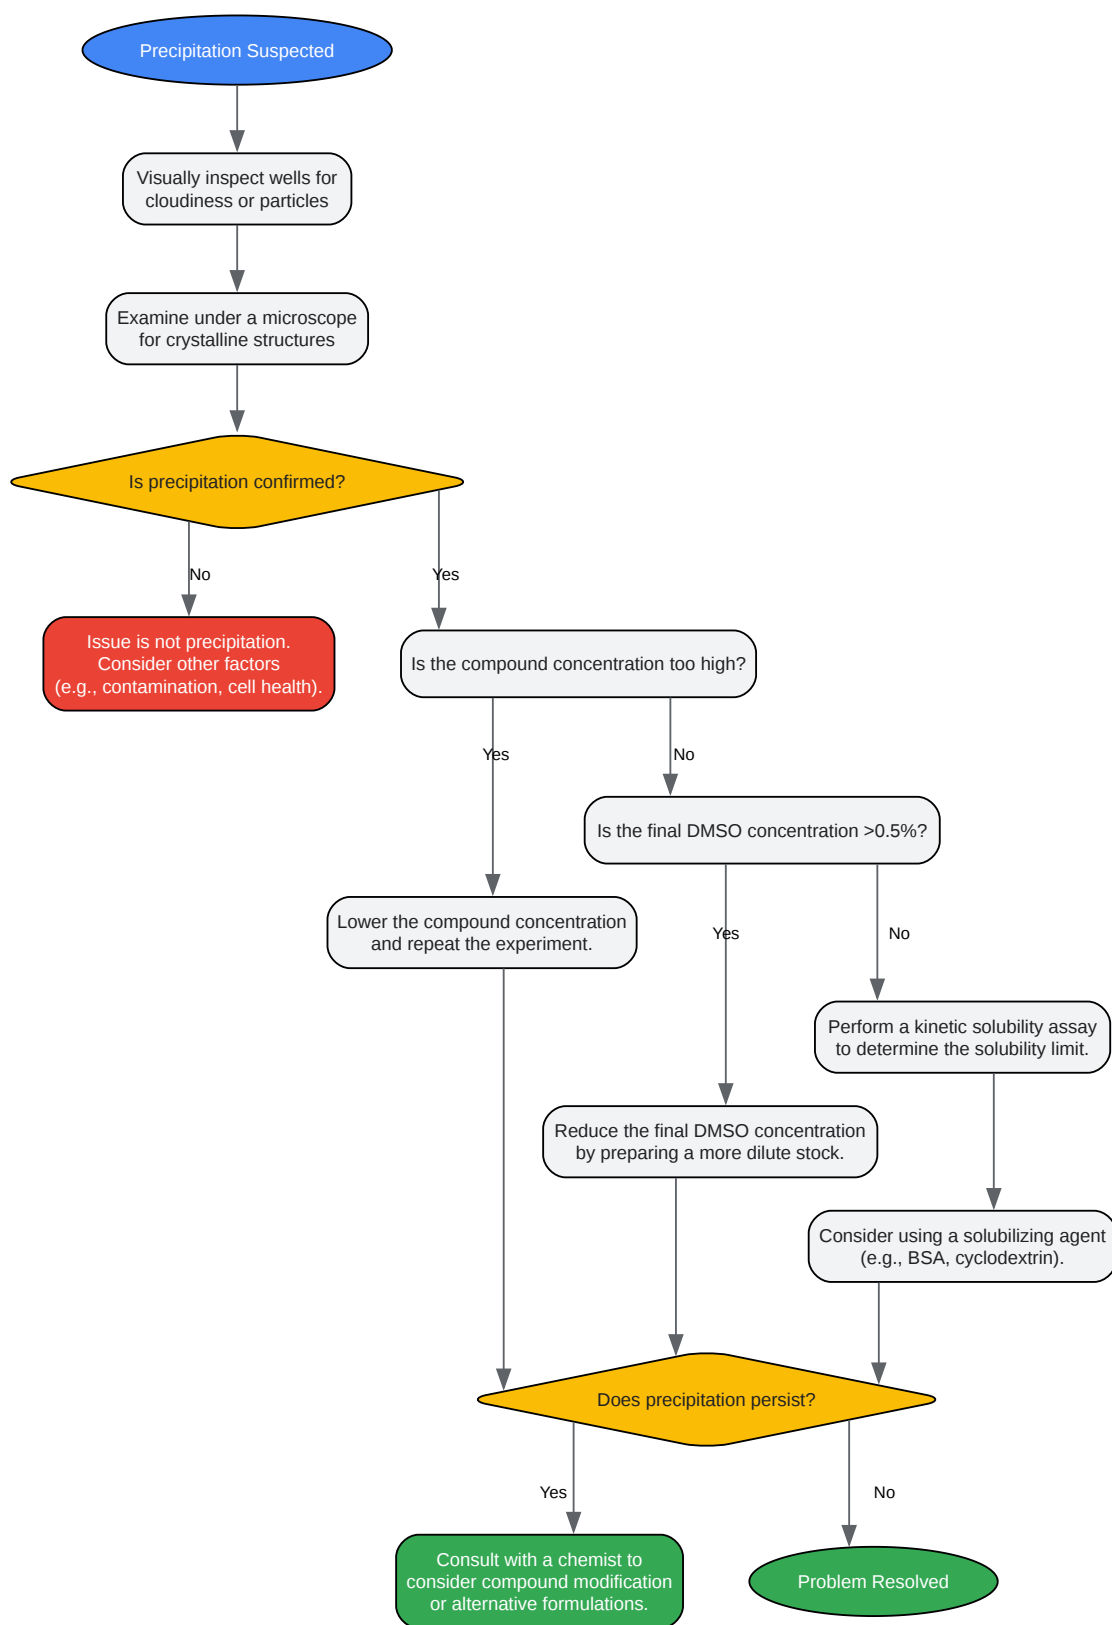 Precipitation Suspected
Visually inspect wells for
cloudiness or particles
Examine under a microscope
for crystalline structures
Is precipitation confirmed?
No
Yes
Issue is not precipitation.
Consider other factors
(e.g., contamination, cell health).
Is the compound concentration too high?
Yes
No
Is the final DMSO concentration >0.5%?
Lower the compound concentration
and repeat the experiment.
Yes
No
Perform a kinetic solubility assay
to determine the solubility limit.
Reduce the final DMSO concentration
by preparing a more dilute stock.
Consider using a solubilizing agent
(e.g., BSA, cyclodextrin).
Does precipitation persist?
Yes
No
Consult with a chemist to
consider compound modification
or alternative formulations.
Problem Resolved